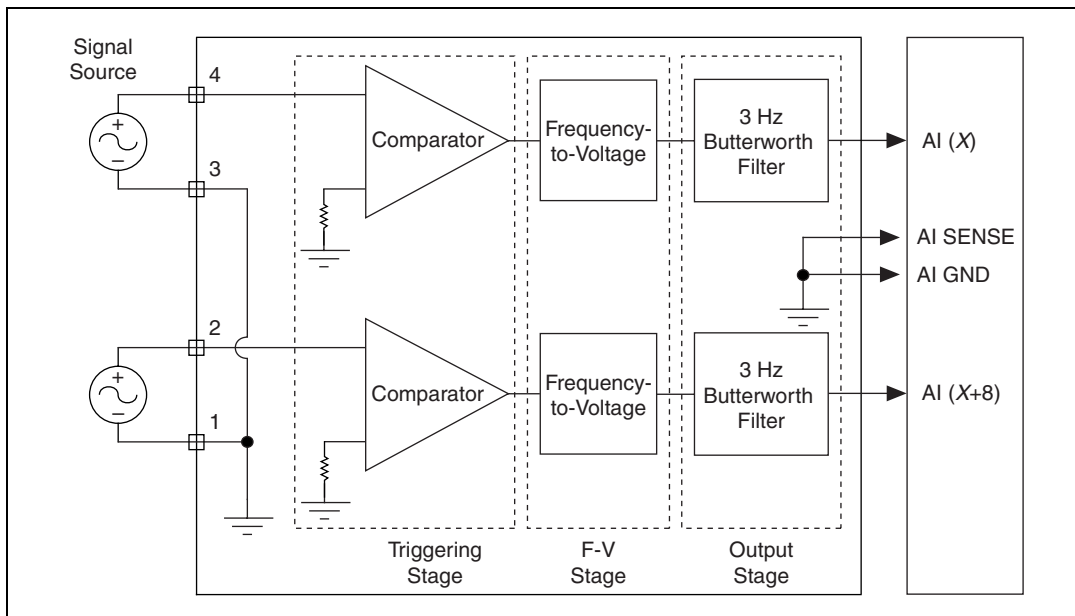 Signal
Source
4
3
2
1
+
−
Comparator
Frequency-
to-Voltage
3 Hz
Butterworth
Filter
AI (X)
AI SENSE
AI GND
+
−
Comparator
Frequency-
to-Voltage
3 Hz
Butterworth
Filter
AI (X+8)
Triggering
Stage
F-V
Stage
Output
Stage